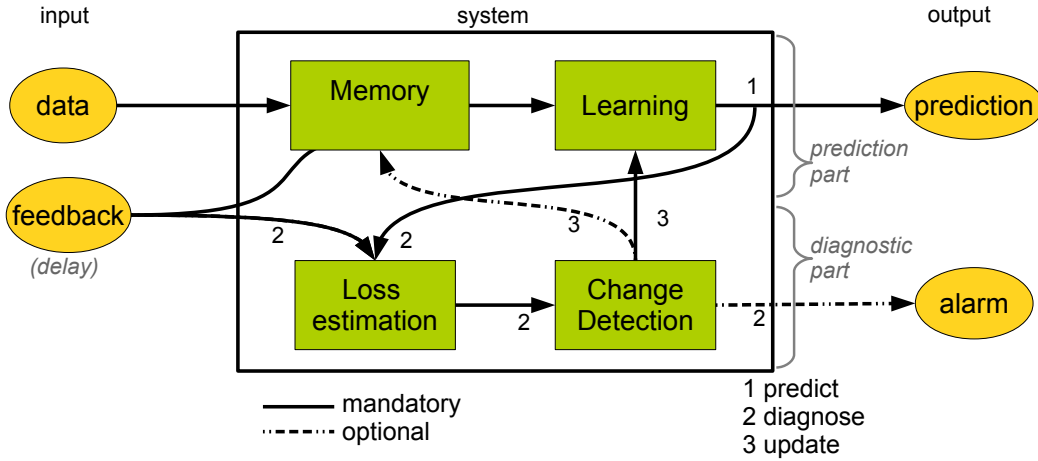 input
system
output
data
Memory
Learning
1
prediction
prediction
part
feedback
(delay)
2
2
3
3
diagnostic
part
Loss
estimation
2
Change
Detection
2
alarm
mandatory
optional
1 predict
2 diagnose
3 update